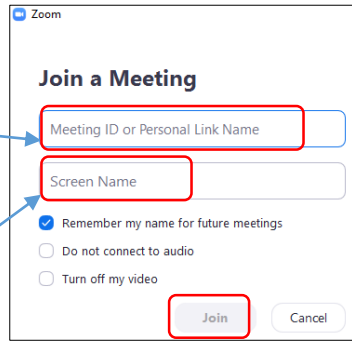 Zoom
Join a Meeting
Meeting ID or Personal Link Name
Screen Name
Remember my name for future meetings
Do not connect to audio
Turn off my video
Join Cancel